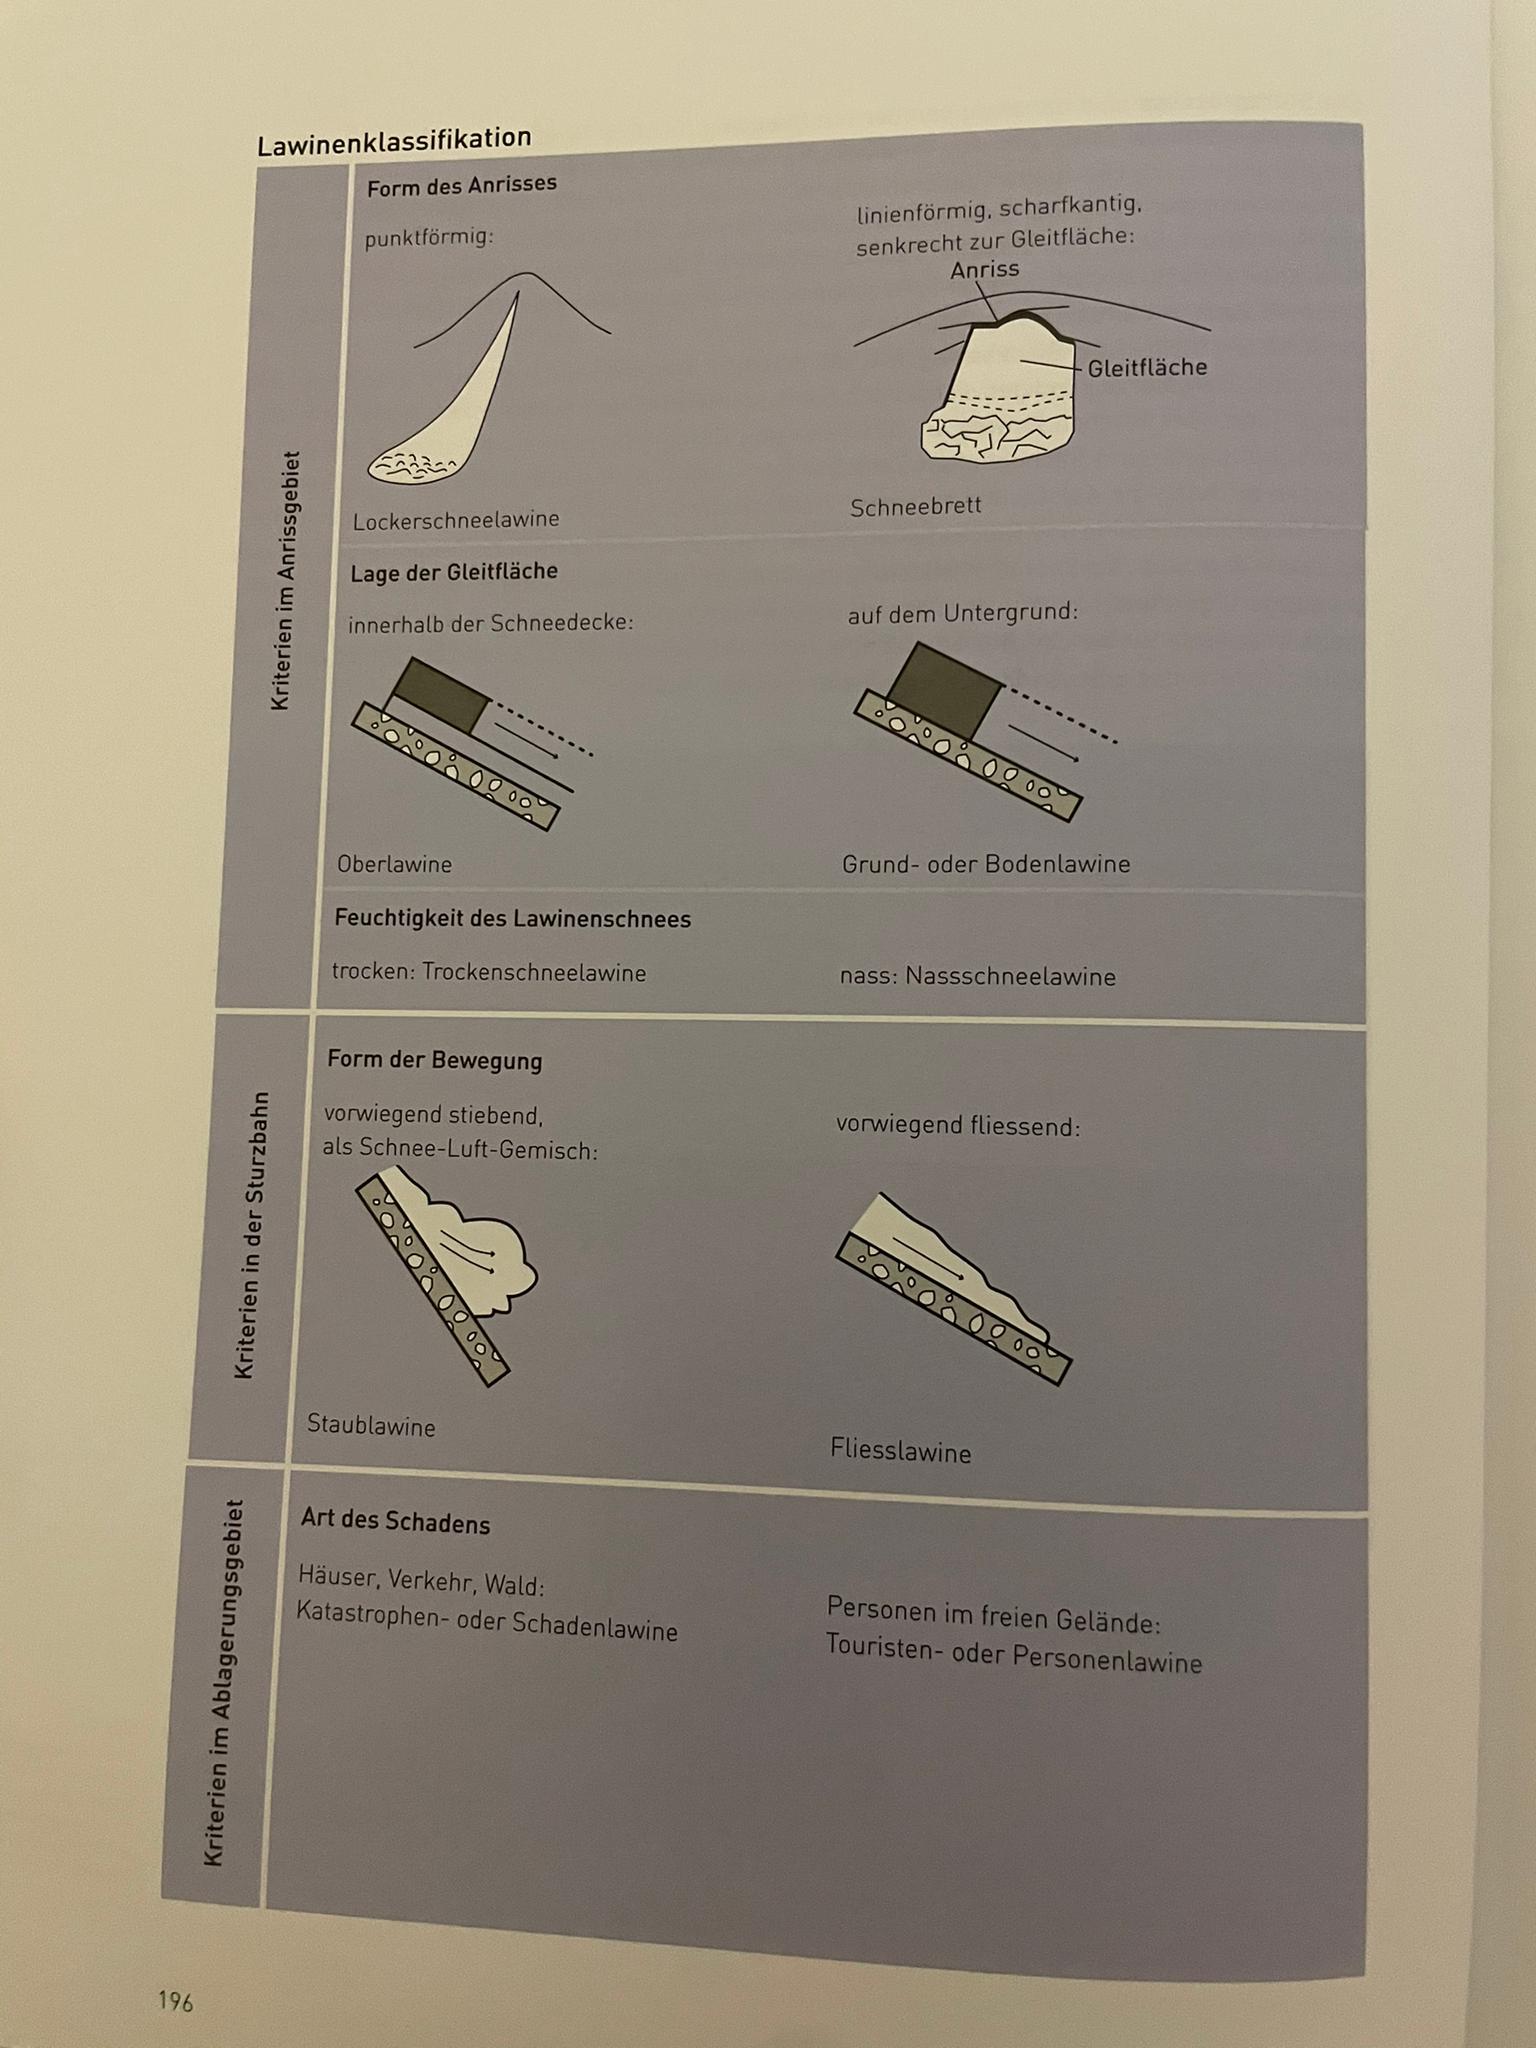 Lawinenklassifikation
Kriterien im Anrissgebiet
Form des Anrisses
punktförmig:
Lockerschneelawine
linienförmig, scharfkantig,
senkrecht zur Gleitfläche:
Anriss
Gleitfläche
Schneebrett
Lage der Gleitfläche
innerhalb der Schneedecke:
Oberlawine
auf dem Untergrund:
Grund- oder Bodenlawine
Feuchtigkeit des Lawinenschnees
trocken: Trockenschneelawine
nass: Nassschneelawine
Kriterien in der Sturzbahn
Form der Bewegung
vorwiegend stiebend,
als Schnee-Luft-Gemisch:
Staublawine
vorwiegend fliessend:
Fliesslawine
Kriterien im Ablagerungsgebiet
Art des Schadens
Häuser, Verkehr, Wald:
Katastrophen- oder Schadenlawine
Personen im freien Gelände:
Touristen- oder Personenlawine
196